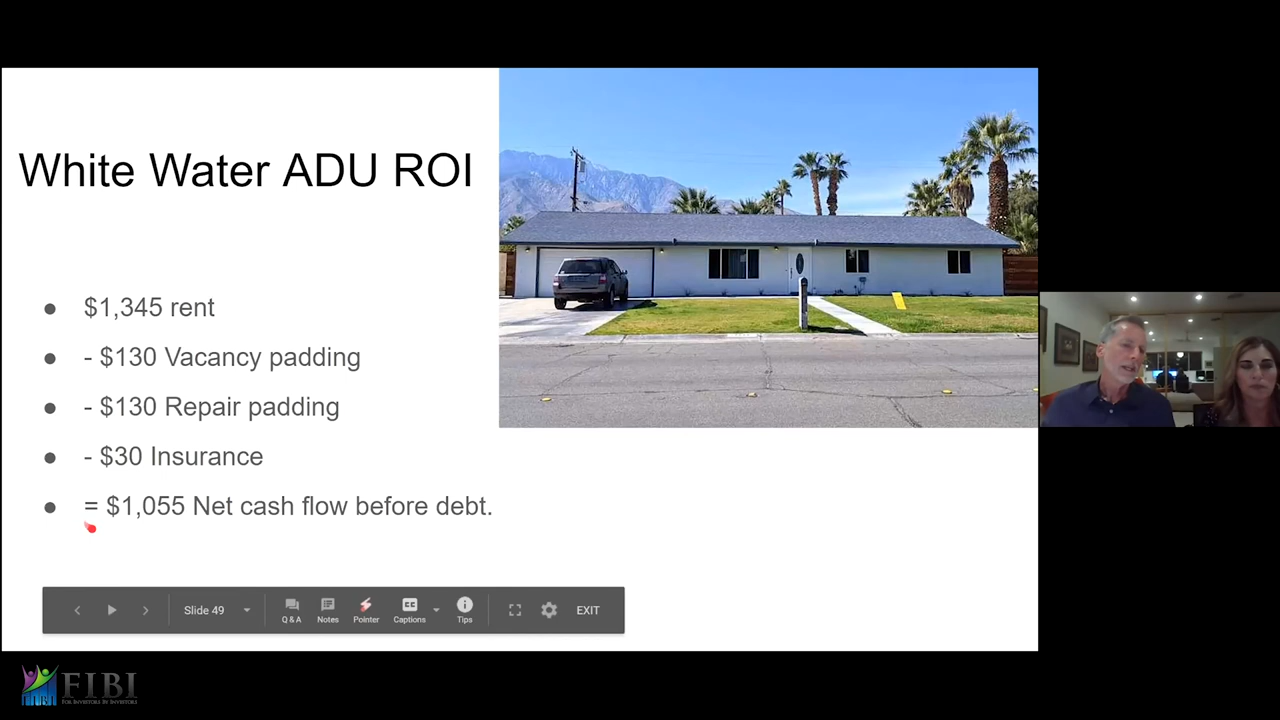 White Water ADU ROI
● $1,345 rent
● - $130 Vacancy padding
● - $130 Repair padding
● - $30 Insurance
● = $1,055 Net cash flow before debt.
Slide 49
Q & A
Notes
Pointer
CC
Captions
Tips
EXIT
FIBI
FOR INVESTORS BY INVESTORS